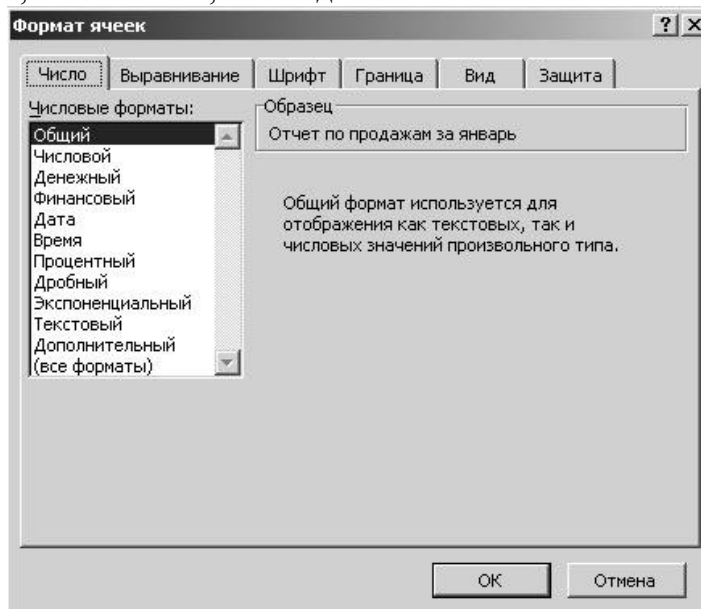 Формат ячеек
Число Выравнивание Шрифт Граница Вид Защита
Числовые форматы:
Общий
Числовой
Денежный
Финансовый
Дата
Время
Процентный
Дробный
Экспоненциальный
Текстовый
Дополнительный
(все форматы)
Образец
Отчет по продажам за январь
Общий формат используется для
отображения как текстовых, так и
числовых значений произвольного типа.
ОК Отмена